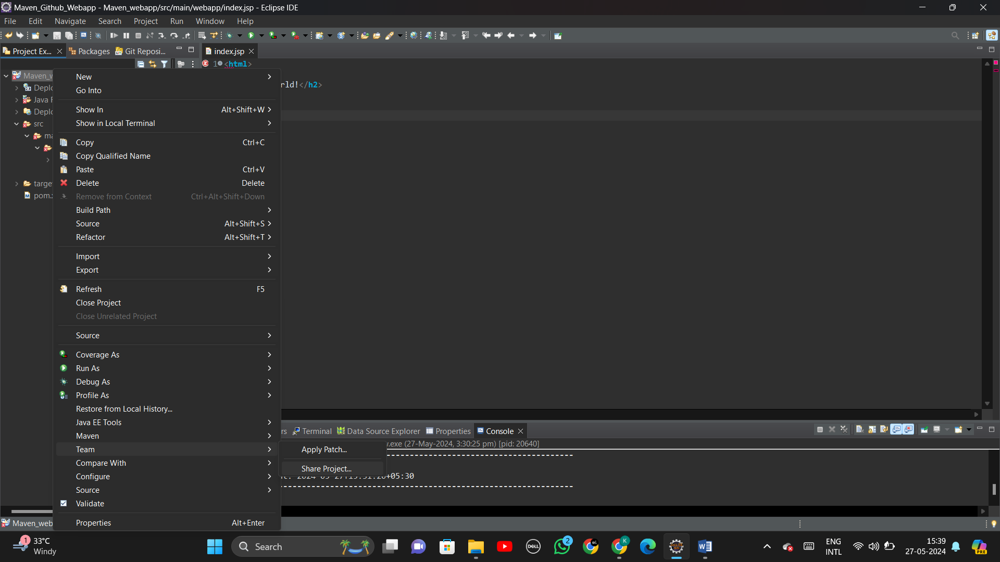 Maven_Github_Webapp - Maven_webapp/src/main/webapp/index.jsp - Eclipse IDE
File Edit Navigate Search Project Run Window Help
Project Ex... Packages Git Reposi... index.jsp
1 <html>
rld!</h2>
Maven_w
Deplo
Java R
Deplo
src
ma
targe
pom.
New
Go Into
Show In Alt+Shift+W
Show in Local Terminal
Copy Ctrl+C
Copy Qualified Name
Paste Ctrl+V
Delete Delete
Remove from Context Ctrl+Alt+Shift+Down
Build Path
Source Alt+Shift+S
Refactor Alt+Shift+T
Import
Export
Refresh F5
Close Project
Close Unrelated Project
Source
Coverage As
Run As
Debug As
Profile As
Restore from Local History...
Java EE Tools
Maven
Team
Compare With
Configure
Source
Validate
Properties Alt+Enter
Apply Patch...
Share Project...
rs Terminal Data Source Explorer Properties Console
.exe (27-May-2024, 3:30:25 pm) [pid: 20640]
------------------------------------------------------------------------
+05:30
------------------------------------------------------------------------
Maven_web
1
33°C
Windy
Search
DELL
2
K
ENG
INTL
15:39
27-05-2024
PRE